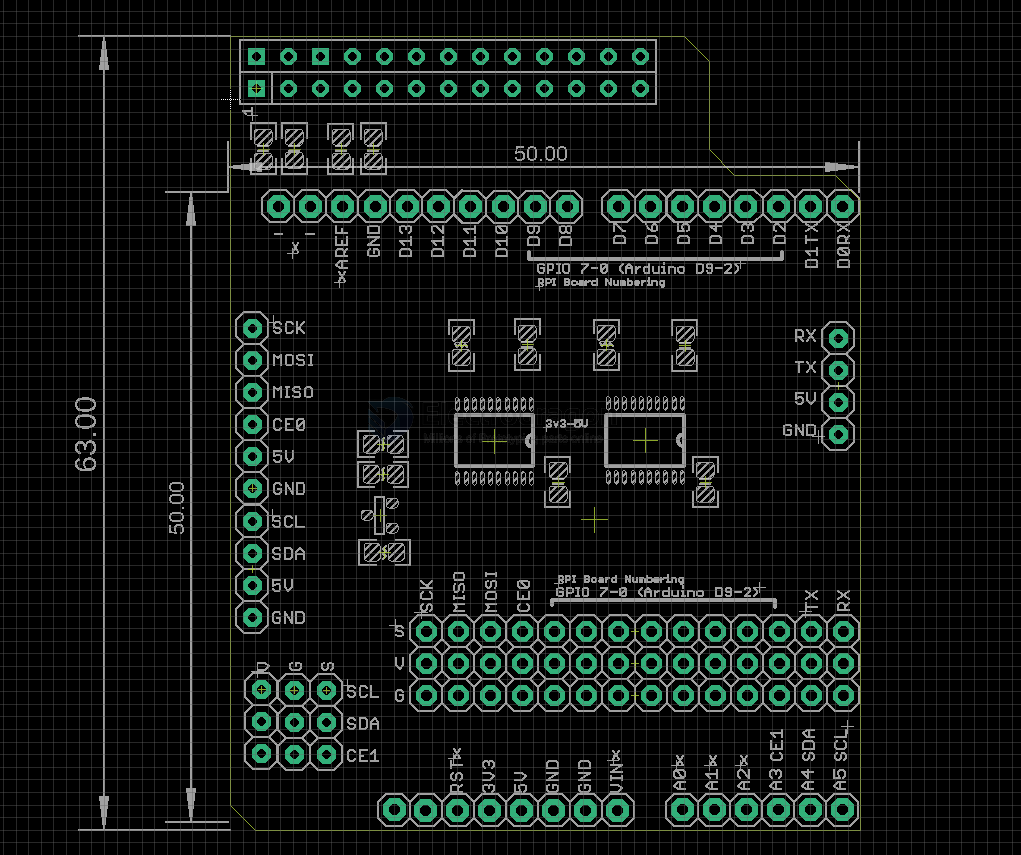 1
50.00
63.00
50.00
AREF
GND
D13
D12
D11
D10
D9
D8
D7
D6
D5
D4
D3
D2
D1TX
D0RX
GPIO 7-0 (Arduino D9-2)
RPI Board Numbering
SCK
MOSI
MISO
CE0
5V
GND
SCL
SDA
5V
GND
RX
TX
5V
GND
3v3-5V
RPI Board Numbering
GPIO 7-0 (Arduino D9-2)
SCK
MISO
MOSI
CE0
TX
RX
S
V
G
V
G
S
SCL
SDA
CE1
RST
3V3
5V
GND
GND
VIN
A0
A1
A2
A3 CE1
A4 SDA
A5 SCL